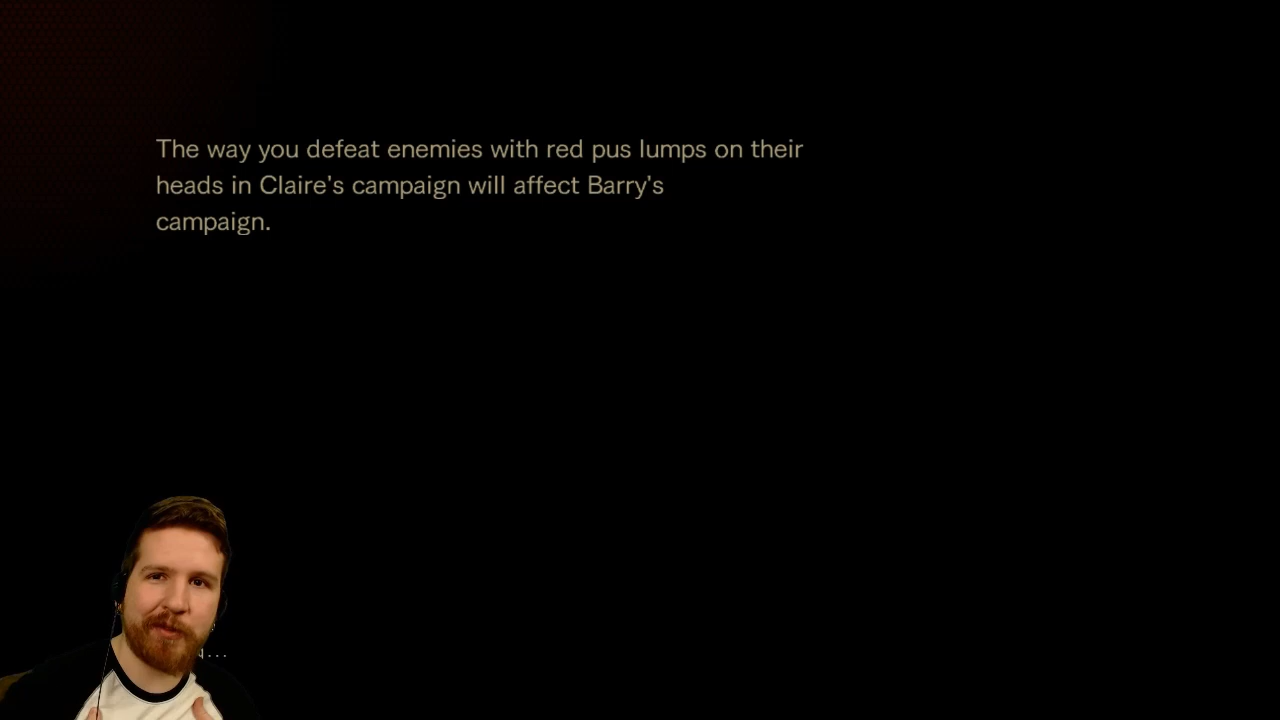 The way you defeat enemies with red pus lumps on their
heads in Claire's campaign will affect Barry's
campaign.